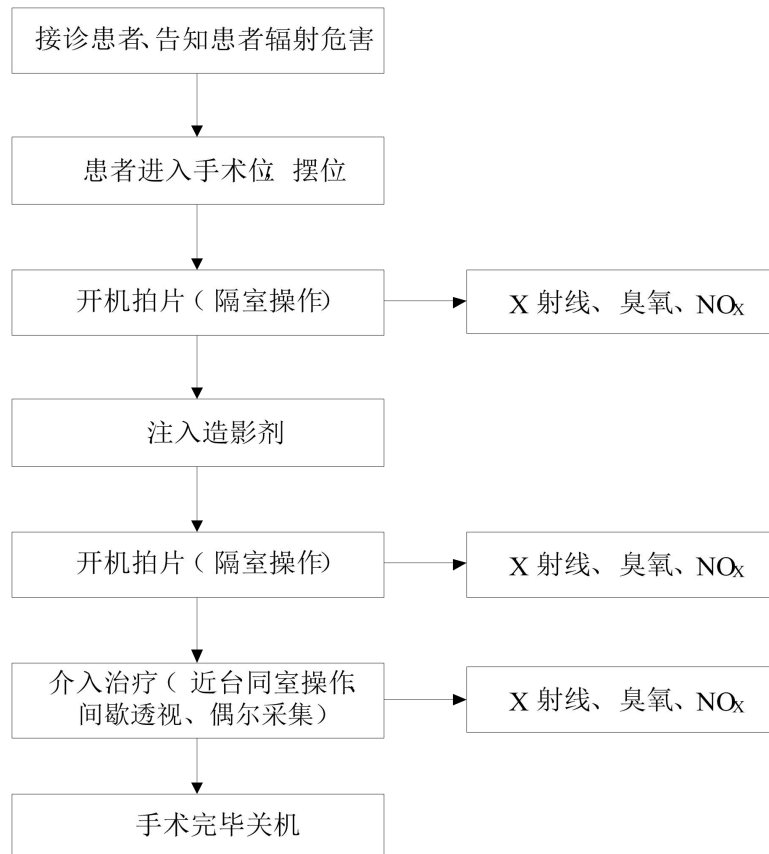 接诊患者、告知患者辐射危害
患者进入手术位，摆位
开机拍片（隔室操作）
X 射线、臭氧、NOX
注入造影剂
开机拍片（隔室操作）
X 射线、臭氧、NOX
介入治疗（近台同室操作、
间歇透视、偶尔采集）
X 射线、臭氧、NOX
手术完毕关机